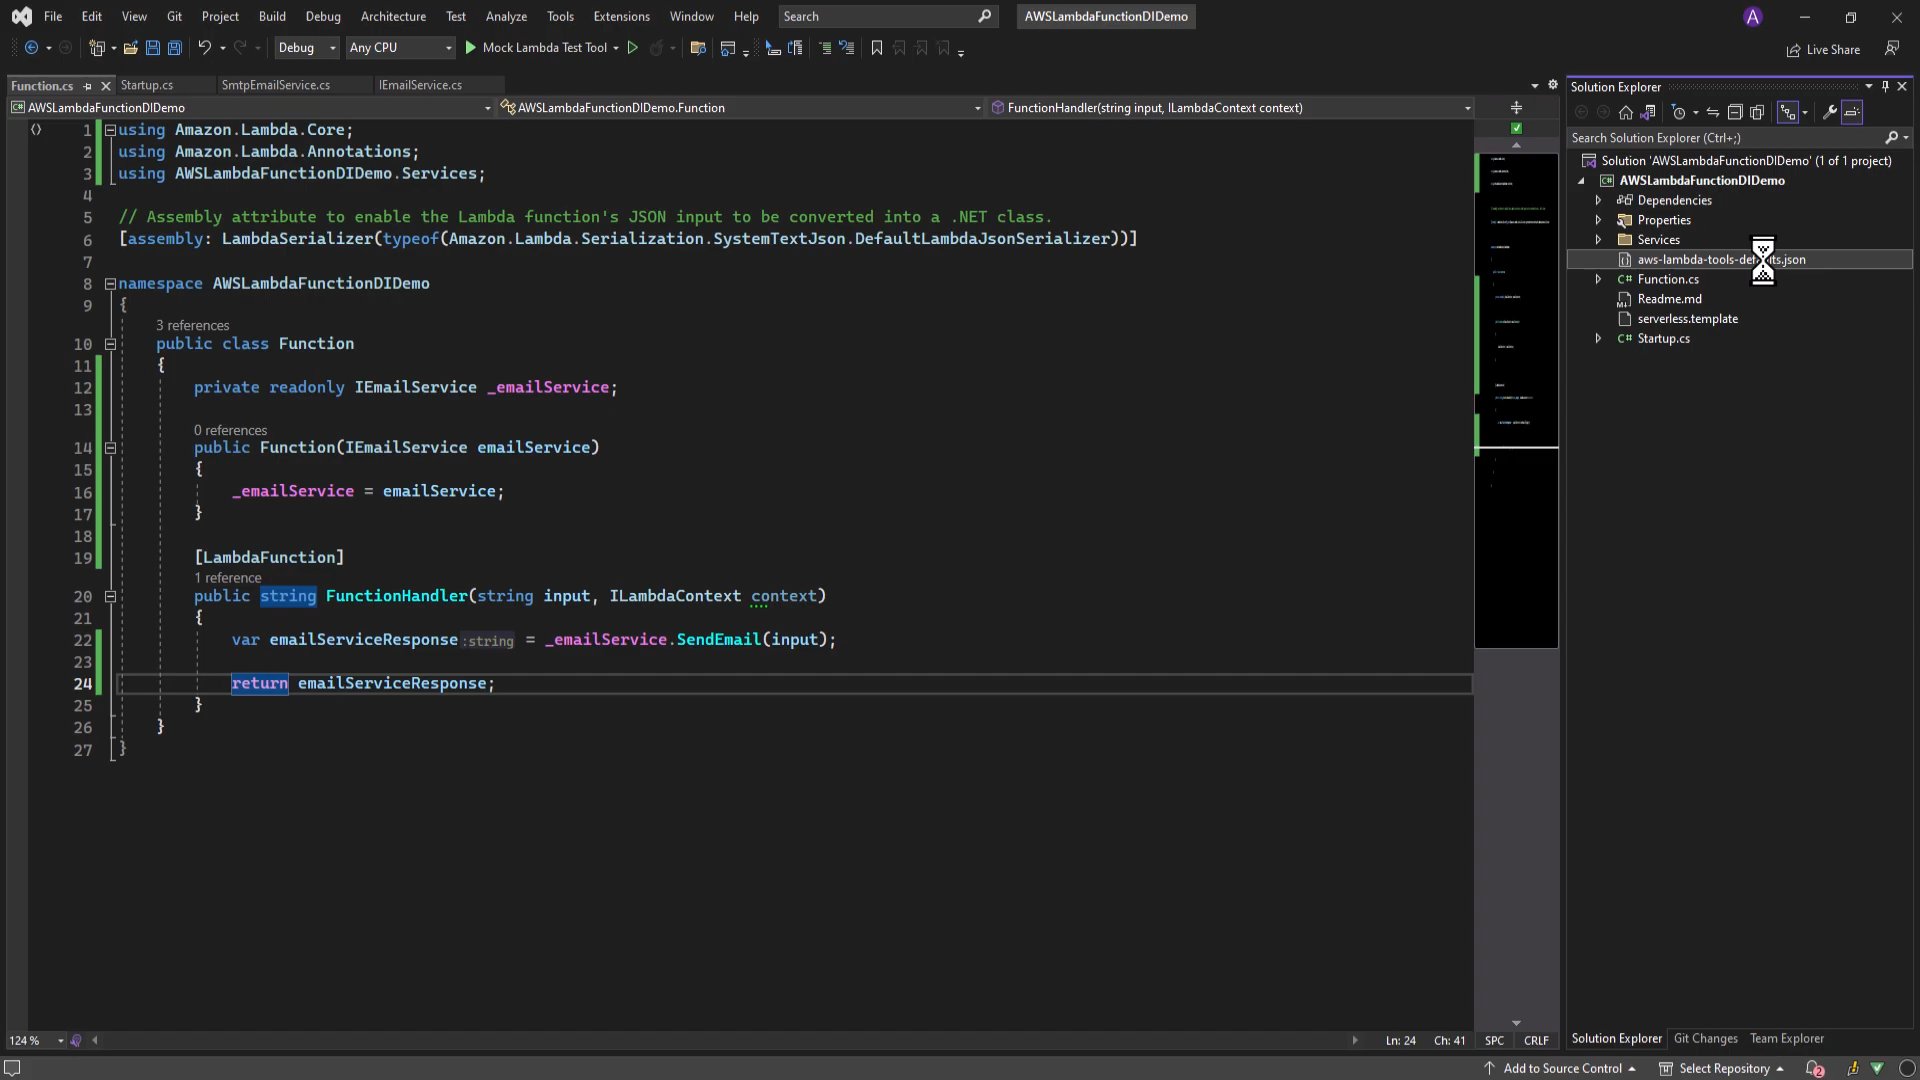 File Edit View Git Project Build Debug Architecture Test Analyze Tools Extensions Window Help Search AWSLambdaFunctionDIDemo A
Debug Any CPU Mock Lambda Test Tool Live Share
Function.cs Startup.cs SmtpEmailService.cs IEmailService.cs
AWSLambdaFunctionDIDemo AWSLambdaFunctionDIDemo.Function FunctionHandler(string input, ILambdaContext context)
1 using Amazon.Lambda.Core;
2 using Amazon.Lambda.Annotations;
3 using AWSLambdaFunctionDIDemo.Services;
4
5 // Assembly attribute to enable the Lambda function's JSON input to be converted into a .NET class.
6 [assembly: LambdaSerializer(typeof(Amazon.Lambda.Serialization.SystemTextJson.DefaultLambdaJsonSerializer))]
7
8 namespace AWSLambdaFunctionDIDemo
9 {
3 references
10 public class Function
11 {
12 private readonly IEmailService _emailService;
13
0 references
14 public Function(IEmailService emailService)
15 {
16 _emailService = emailService;
17 }
18
19 [LambdaFunction]
1 reference
20 public string FunctionHandler(string input, ILambdaContext context)
21 {
22 var emailServiceResponse :string = _emailService.SendEmail(input);
23
24 return emailServiceResponse;
25 }
26 }
27 }
124 % Ln: 24 Ch: 41 SPC CRLF
Solution Explorer
Search Solution Explorer (Ctrl+;)
Solution 'AWSLambdaFunctionDIDemo' (1 of 1 project)
C# AWSLambdaFunctionDIDemo
Dependencies
Properties
Services
aws-lambda-tools-def ts.json
C# Function.cs
Readme.md
serverless.template
C# Startup.cs
Solution Explorer Git Changes Team Explorer
Add to Source Control Select Repository 2